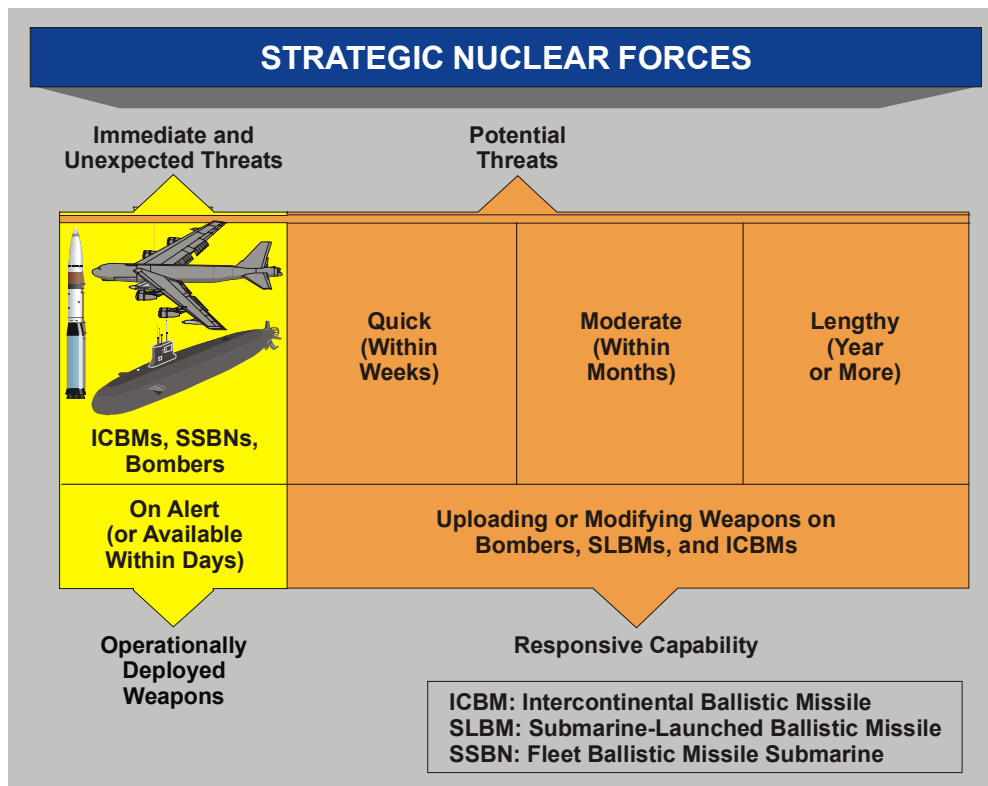 STRATEGIC NUCLEAR FORCES
Immediate and
Unexpected Threats
Potential
Threats
ICBMs, SSBNs,
Bombers
Quick
(Within
Weeks)
Moderate
(Within
Months)
Lengthy
(Year
or More)
On Alert
(or Available
Within Days)
Uploading or Modifying Weapons on
Bombers, SLBMs, and ICBMs
Operationally
Deployed
Weapons
Responsive Capability
ICBM: Intercontinental Ballistic Missile
SLBM: Submarine-Launched Ballistic Missile
SSBN: Fleet Ballistic Missile Submarine